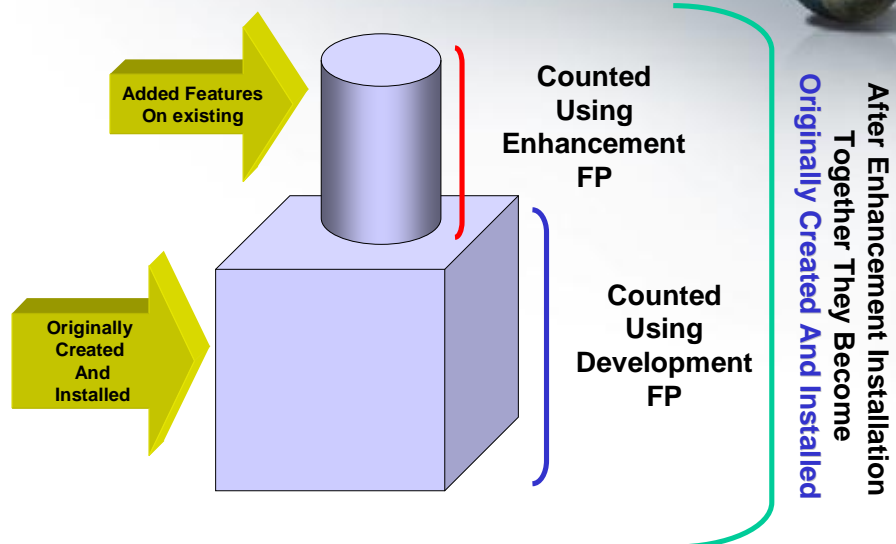 Added Features
On existing
Counted
Using
Enhancement
FP
Originally
Created
And
Installed
Counted
Using
Development
FP
After Enhancement Installation
Together They Become
Originally Created And Installed